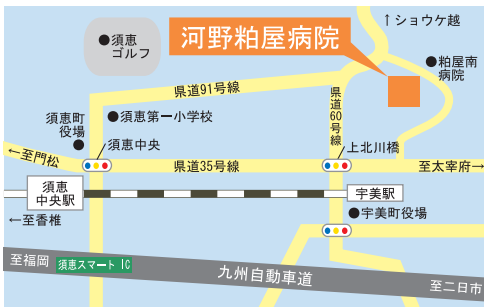 ↑ショウケ越
河野粕屋病院
須恵
ゴルフ
粕屋南
病院
県道91号線
県道60号線
須恵町
役場
須恵第一小学校
須恵中央
上北川橋
←至門松
県道35号線
至太宰府→
須恵
中央駅
宇美駅
←至香椎
宇美町役場
至福岡
須恵スマートIC
九州自動車道
至二日市